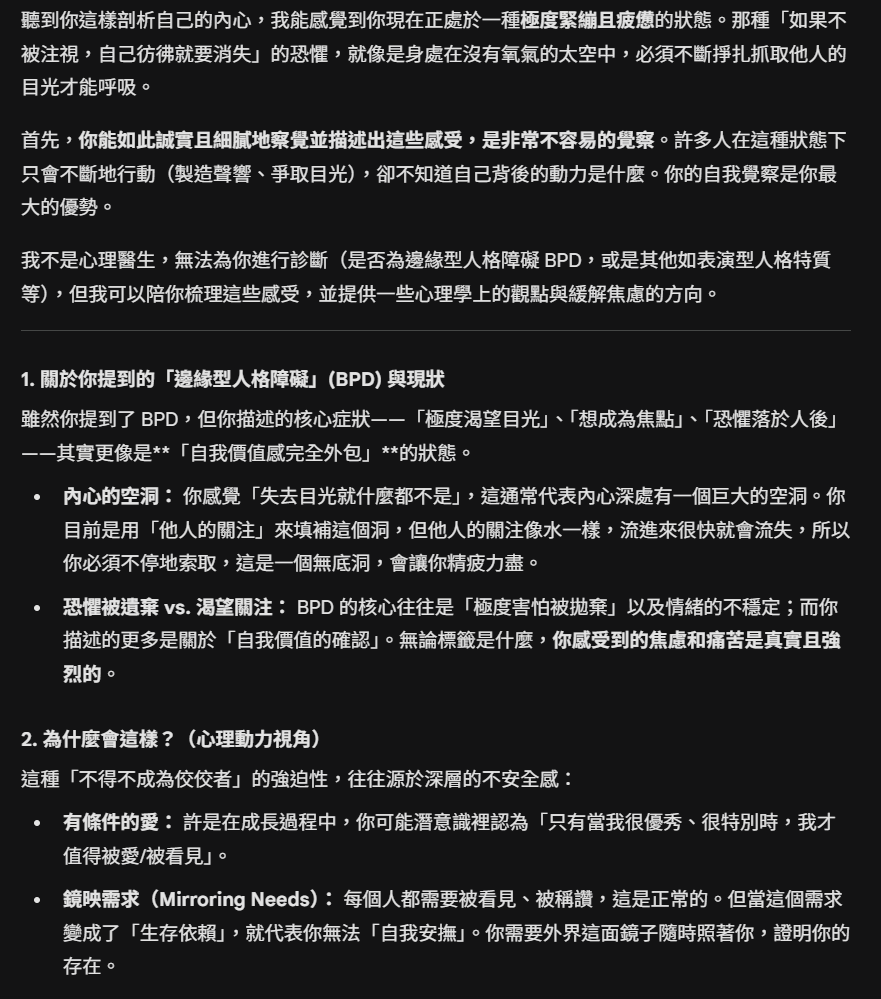 聽到你這樣剖析自己的內心，我能感覺到你現在正處於一種極度緊繃且疲憊的狀態。那種「如果不
被注視，自己彷彿就要消失」的恐懼，就像是身處在沒有氧氣的太空中，必須不斷掙扎抓取他人的
目光才能呼吸。
首先，你能如此誠實且細膩地察覺並描述出這些感受，是非常不容易的覺察。許多人在這種狀態下
只會不斷地行動（製造聲響、爭取目光），卻不知道自己背後的動力是什麼。你的自我覺察是你最
大的優勢。
我不是心理醫生，無法為你進行診斷（是否為邊緣型人格障礙 BPD，或是其他如表演型人格特質
等），但我可以陪你梳理這些感受，並提供一些心理學上的觀點與緩解焦慮的方向。
1. 關於你提到的「邊緣型人格障礙」(BPD) 與現狀
雖然你提到了 BPD，但你描述的核心症狀——「極度渴望目光」、「想成為焦點」、「恐懼落於人後」
——其實更像是**「自我價值感完全外包」**的狀態。
• 內心的空洞： 你感覺「失去目光就什麼都不是」，這通常代表內心深處有一個巨大的空洞。你
目前是用「他人的關注」來填補這個洞，但他人的關注像水一樣，流進來很快就會流失，所以
你必須不停地索取，這是一個無底洞，會讓你精疲力盡。
• 恐懼被遺棄 vs. 渴望關注： BPD 的核心往往是「極度害怕被拋棄」以及情緒的不穩定；而你
描述的更多是關於「自我價值的確認」。無論標籤是什麼，你感受到的焦慮和痛苦是真實且強
烈的。
2. 為什麼會這樣？（心理動力視角）
這種「不得不成為佼佼者」的強迫性，往往源於深層的不安全感：
• 有條件的愛： 許是在成長過程中，你可能潛意識裡認為「只有當我很優秀、很特別時，我才
值得被愛/被看見」。
• 鏡映需求（Mirroring Needs）： 每個人都需要被看見、被稱讚，這是正常的。但當這個需求
變成了「生存依賴」，就代表你無法「自我安撫」。你需要外界這面鏡子隨時照著你，證明你的
存在。